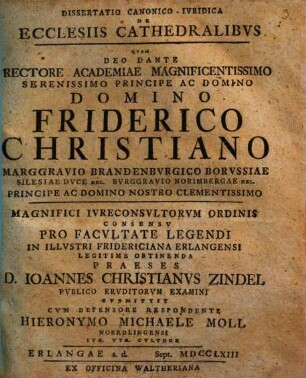 DISSERTATIO CANONICO-IVRIDICA
DE
ECCLESIIS CATHEDRALIBVS
QVAM
DEO DANTE
RECTORE ACADEMIAE MAGNIFICENTISSIMO
SERENISSIMO PRINCIPE AC DOMINO
DOMINO
FRIDERICO
CHRISTIANO
MARGGRAVIO BRANDENBVRGICO BORVSSIAE
SILESIAE DVCE REL. BVRGGRAVIO NORIMBERGAE REL.
PRINCIPE AC DOMINO NOSTRO CLEMENTISSIMO
MAGNIFICI IVRECONSVLTORVM ORDINIS
CONSENSV
PRO FACVLTATE LEGENDI
IN ILLVSTRI FRIDERICIANA ERLANGENSI
LEGITIME OBTINENDA
PRAESES
D. IOANNES CHRISTIANVS ZINDEL
PVBLICO ERVDITORVM EXAMINI
SVBMITTIT
CVM DEFENSORE RESPONDENTE
HIERONYMO MICHAELE MOLL
NOERDLINGENSI
IVR. VTR. CVLTORE
ERLANGAE s. d. Sept. MDCCLXIII
EX OFFICINA WALTHERIANA